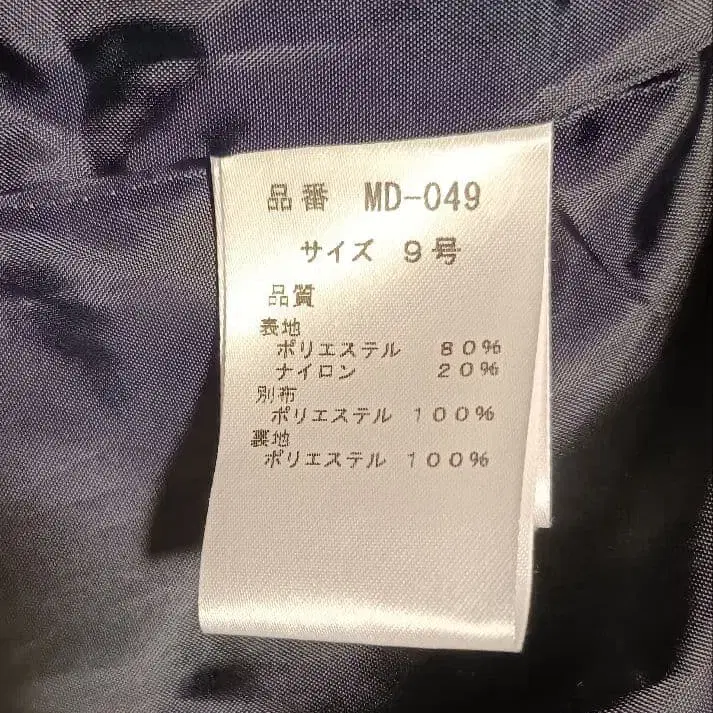 品番 MD-049
サイズ 9号
品質
表地
ポリエステル 80%
ナイロン 20%
別布
ポリエステル 100%
裏地
ポリエステル 100%